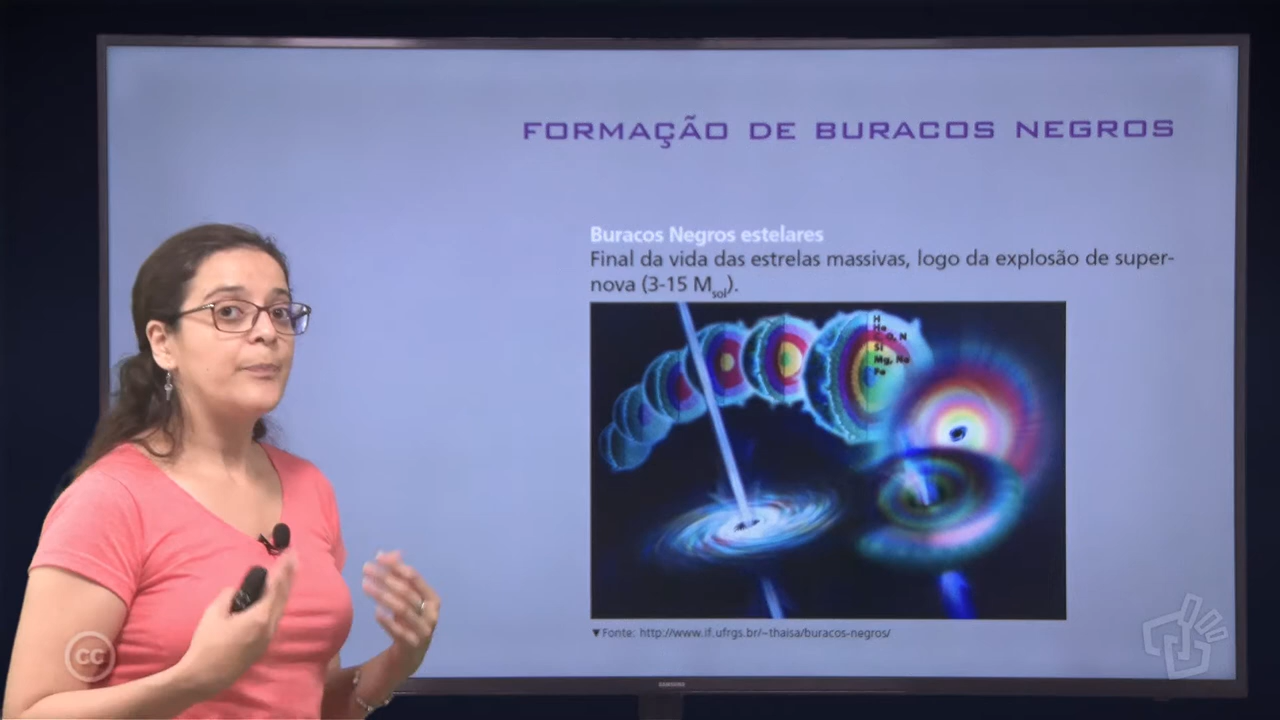 FORMAÇÃO DE BURACOS NEGROS
Buracos Negros estelares
Final da vida das estrelas massivas, logo da explosão de super-
nova (3-15 Msol).
H
He
C, O, N
Si
Mg, Ne
Fe
▼Fonte: http://www.if.ufrgs.br/~thaisa/buracos-negros/
SAMSUNG
cc